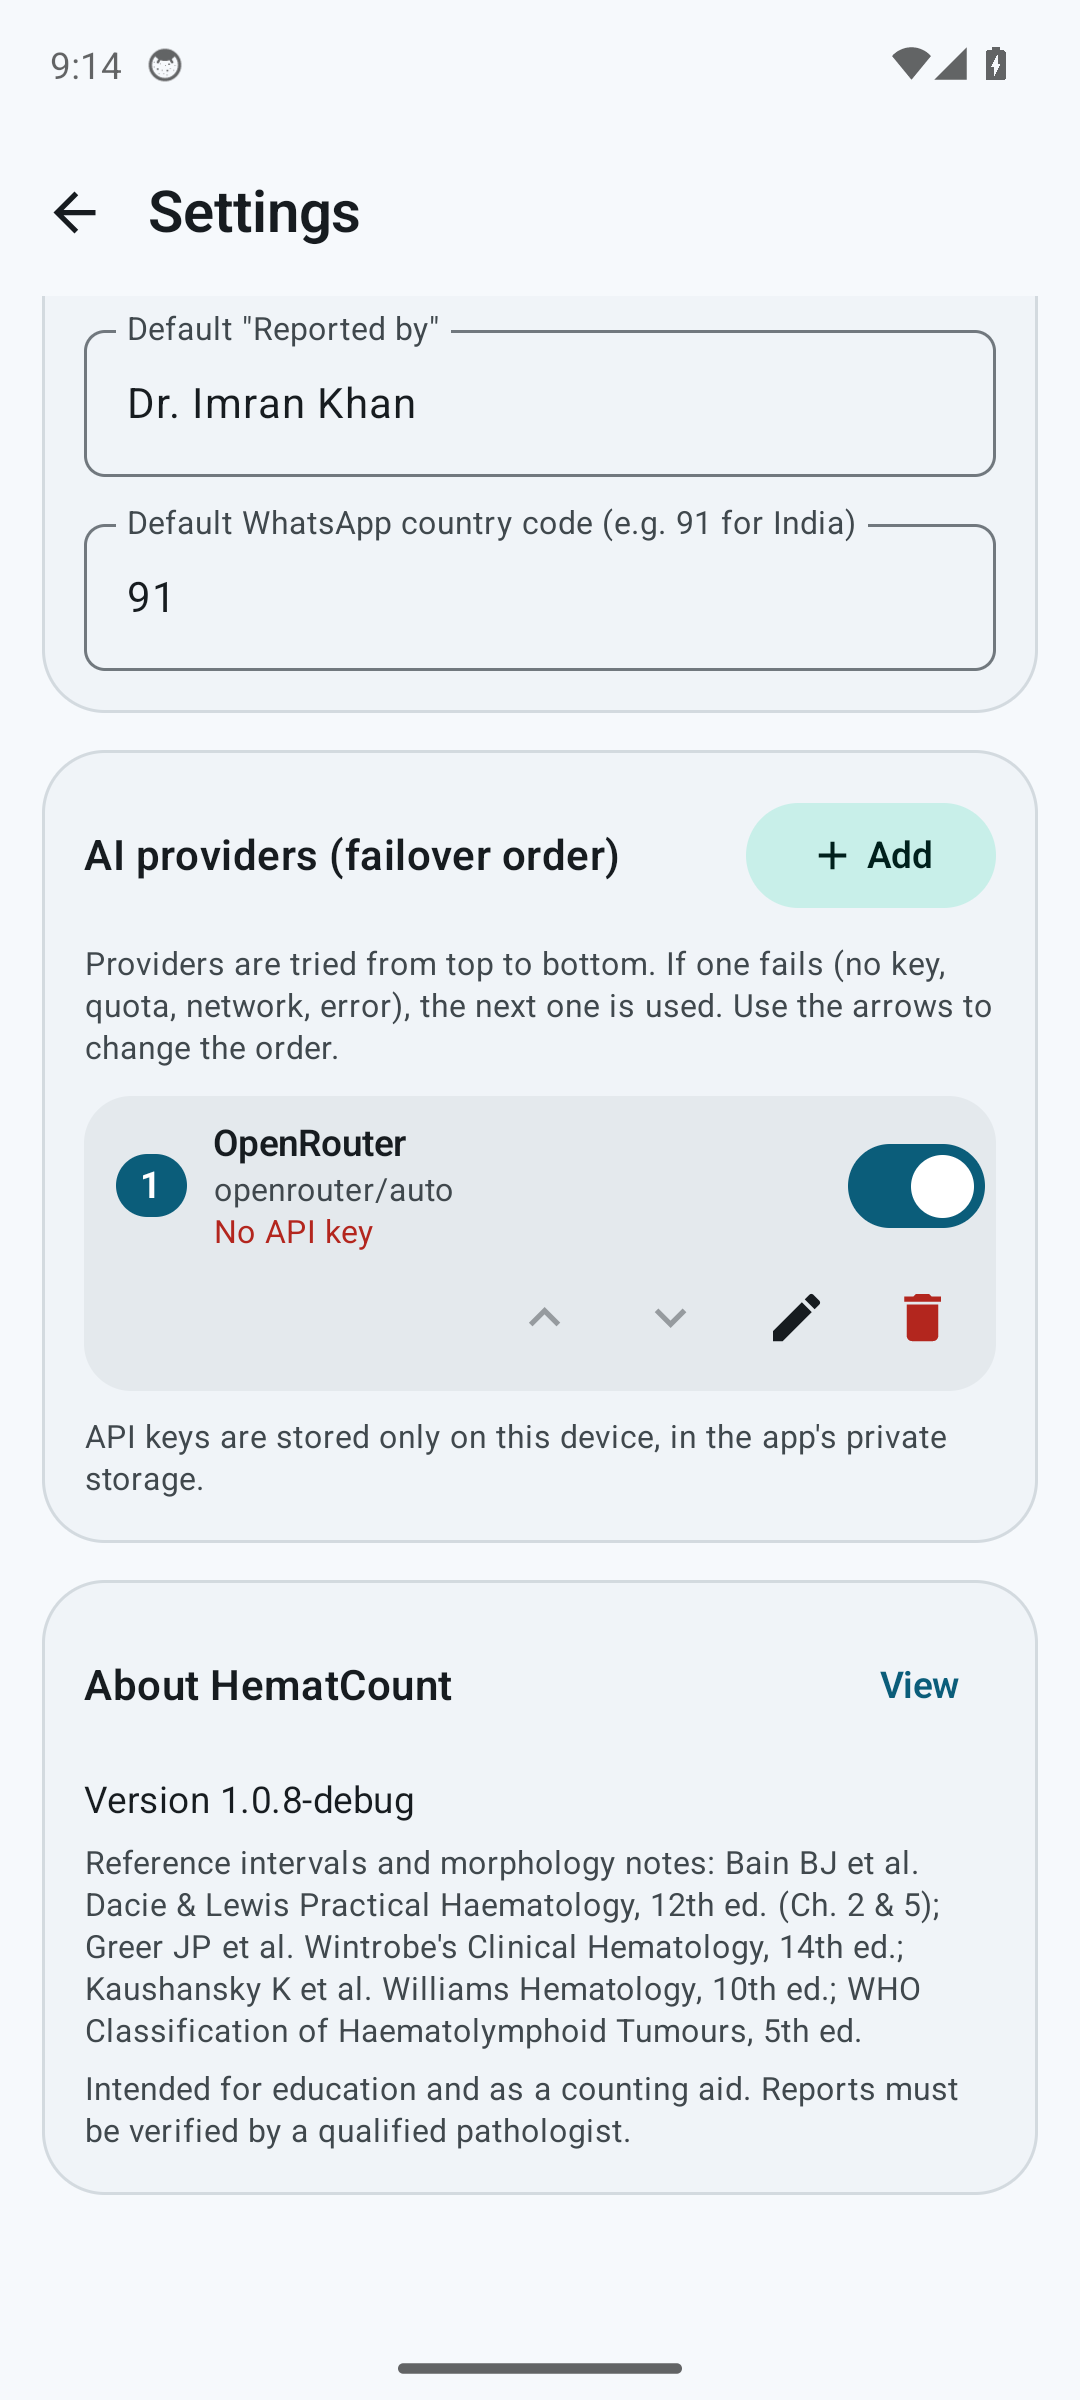 9:14
Settings
Default "Reported by"
Dr. Imran Khan
Default WhatsApp country code (e.g. 91 for India)
91
AI providers (failover order)
Add
Providers are tried from top to bottom. If one fails (no key,
quota, network, error), the next one is used. Use the arrows to
change the order.
1
OpenRouter
openrouter/auto
No API key
API keys are stored only on this device, in the app's private
storage.
About HematCount
View
Version 1.0.8-debug
Reference intervals and morphology notes: Bain BJ et al.
Dacie & Lewis Practical Haematology, 12th ed. (Ch. 2 & 5);
Greer JP et al. Wintrobe's Clinical Hematology, 14th ed.;
Kaushansky K et al. Williams Hematology, 10th ed.; WHO
Classification of Haematolymphoid Tumours, 5th ed.
Intended for education and as a counting aid. Reports must
be verified by a qualified pathologist.